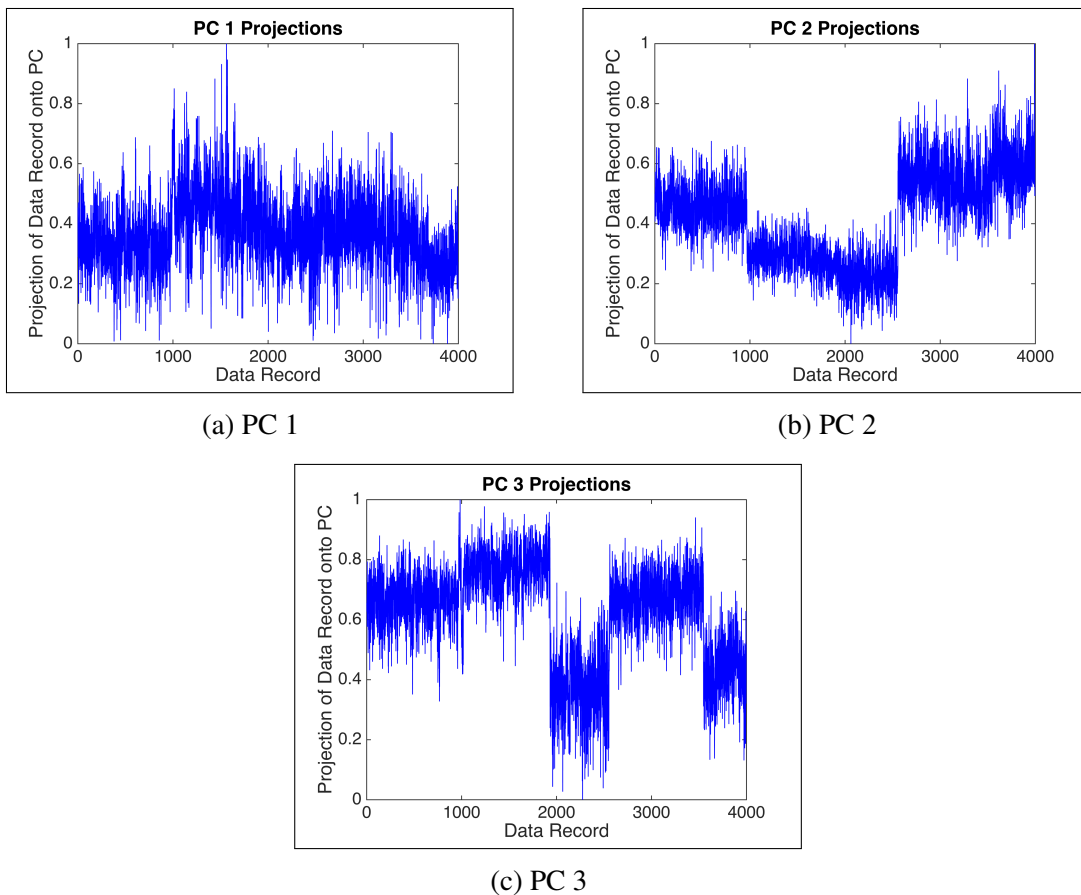 PC 1 Projections
Projection of Data Record onto PC
1
0.8
0.6
0.4
0.2
0
0 1000 2000 3000 4000
Data Record
(a) PC 1
PC 2 Projections
Projection of Data Record onto PC
1
0.8
0.6
0.4
0.2
0
0 1000 2000 3000 4000
Data Record
(b) PC 2
PC 3 Projections
Projection of Data Record onto PC
1
0.8
0.6
0.4
0.2
0
0 1000 2000 3000 4000
Data Record
(c) PC 3